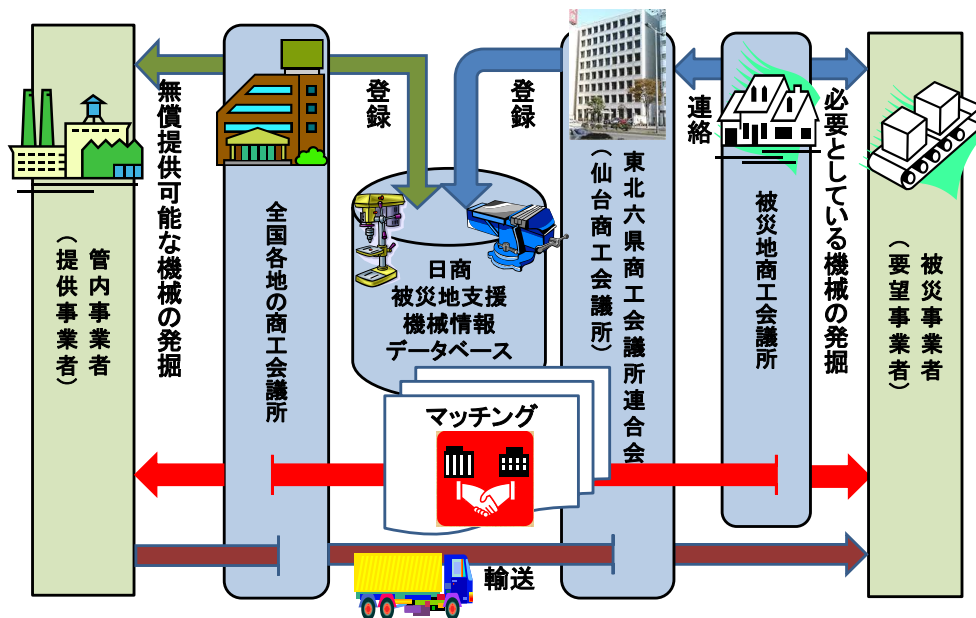 管内事業者
（提供事業者）
無償提供可能な機械の発掘
全国各地の商工会議所
登録
登録
日商
被災地支援
機械情報
データベース
東北六県商工会議所連合会
（仙台商工会議所）
連絡
被災地商工会議所
必要としている機械の発掘
被災事業者
（要望事業者）
マッチング
輸送